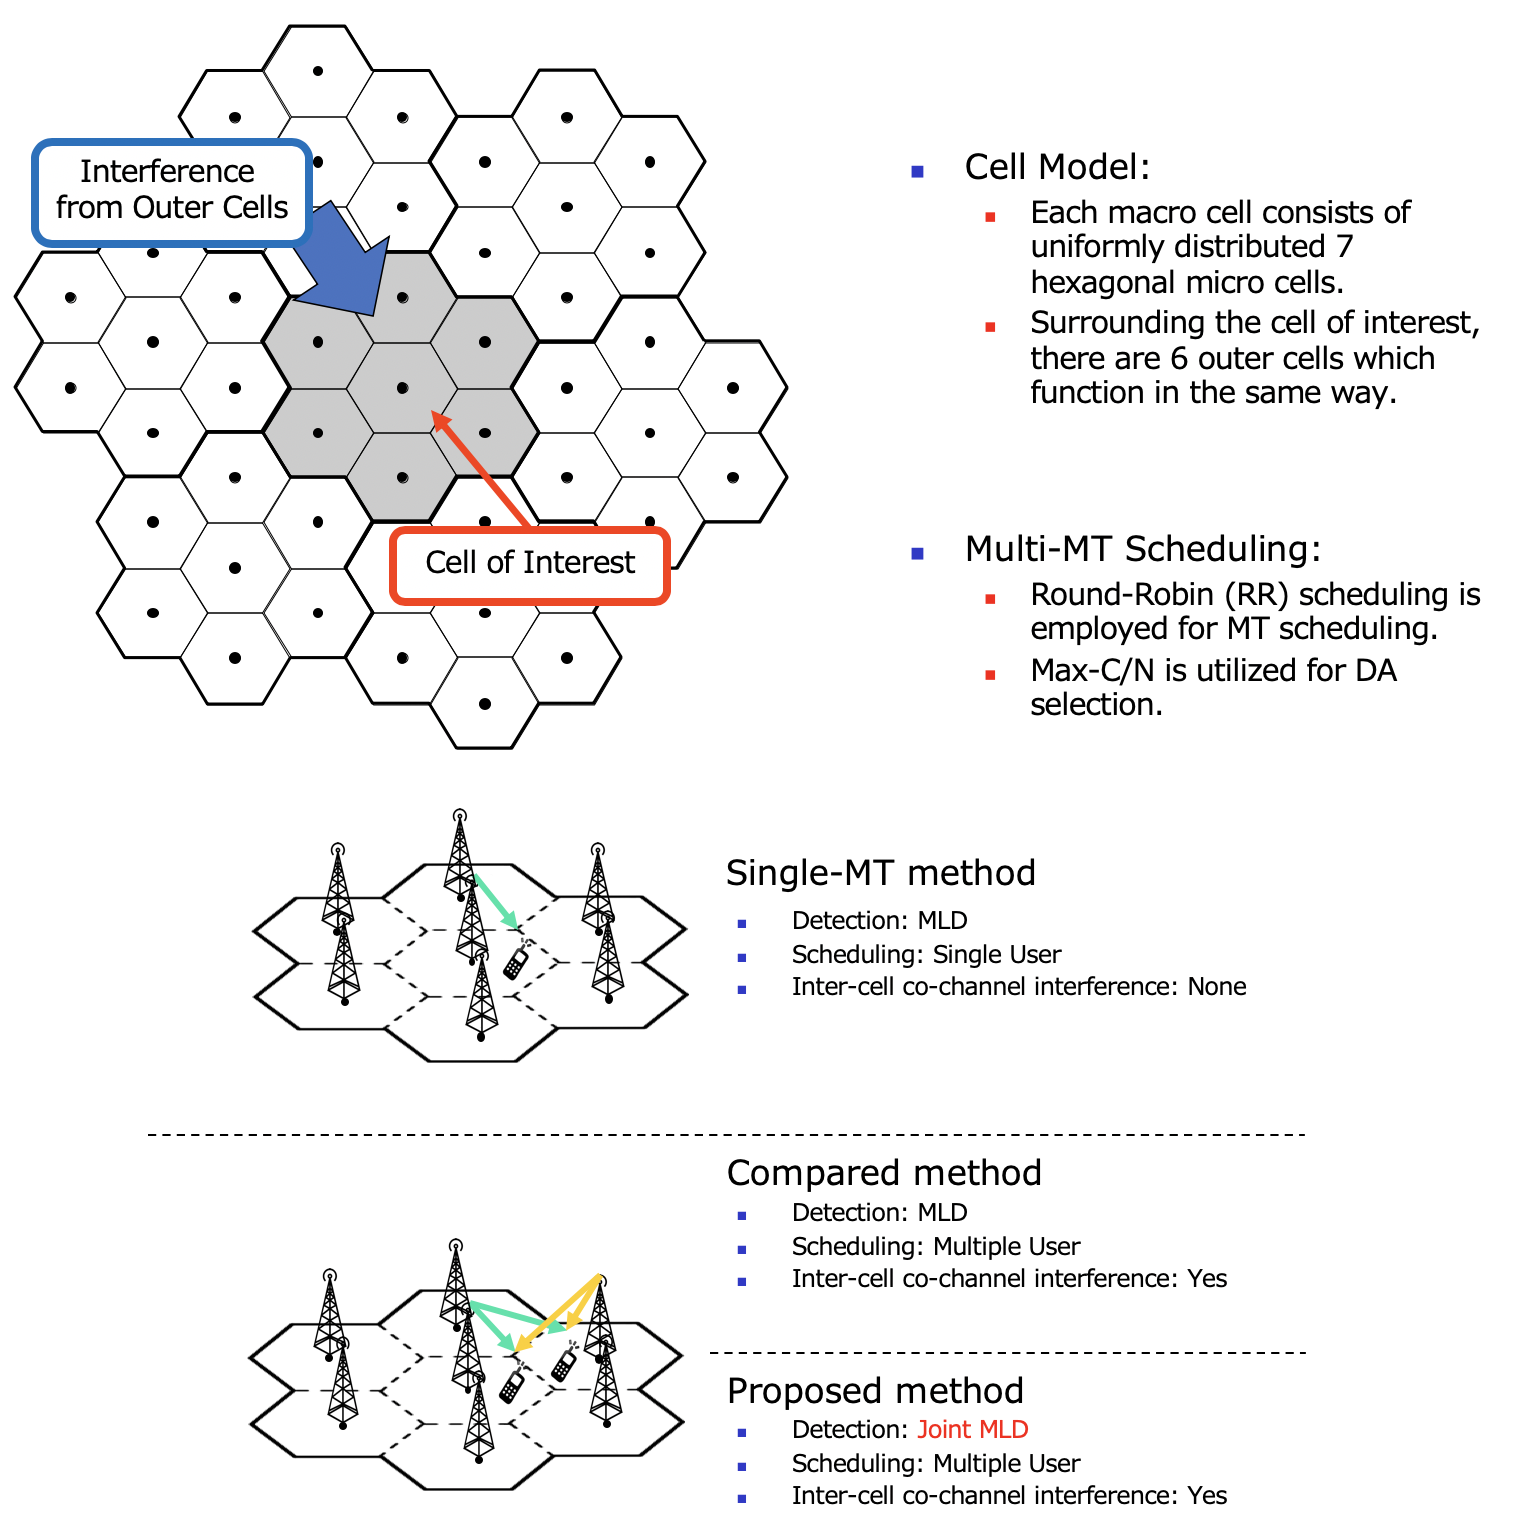 Interference
from Outer Cells
Cell of Interest
Cell Model:
Each macro cell consists of
uniformly distributed 7
hexagonal micro cells.
Surrounding the cell of interest,
there are 6 outer cells which
function in the same way.
Multi-MT Scheduling:
Round-Robin (RR) scheduling is
employed for MT scheduling.
Max-C/N is utilized for DA
selection.
Single-MT method
Detection: MLD
Scheduling: Single User
Inter-cell co-channel interference: None
Compared method
Detection: MLD
Scheduling: Multiple User
Inter-cell co-channel interference: Yes
Proposed method
Detection: Joint MLD
Scheduling: Multiple User
Inter-cell co-channel interference: Yes